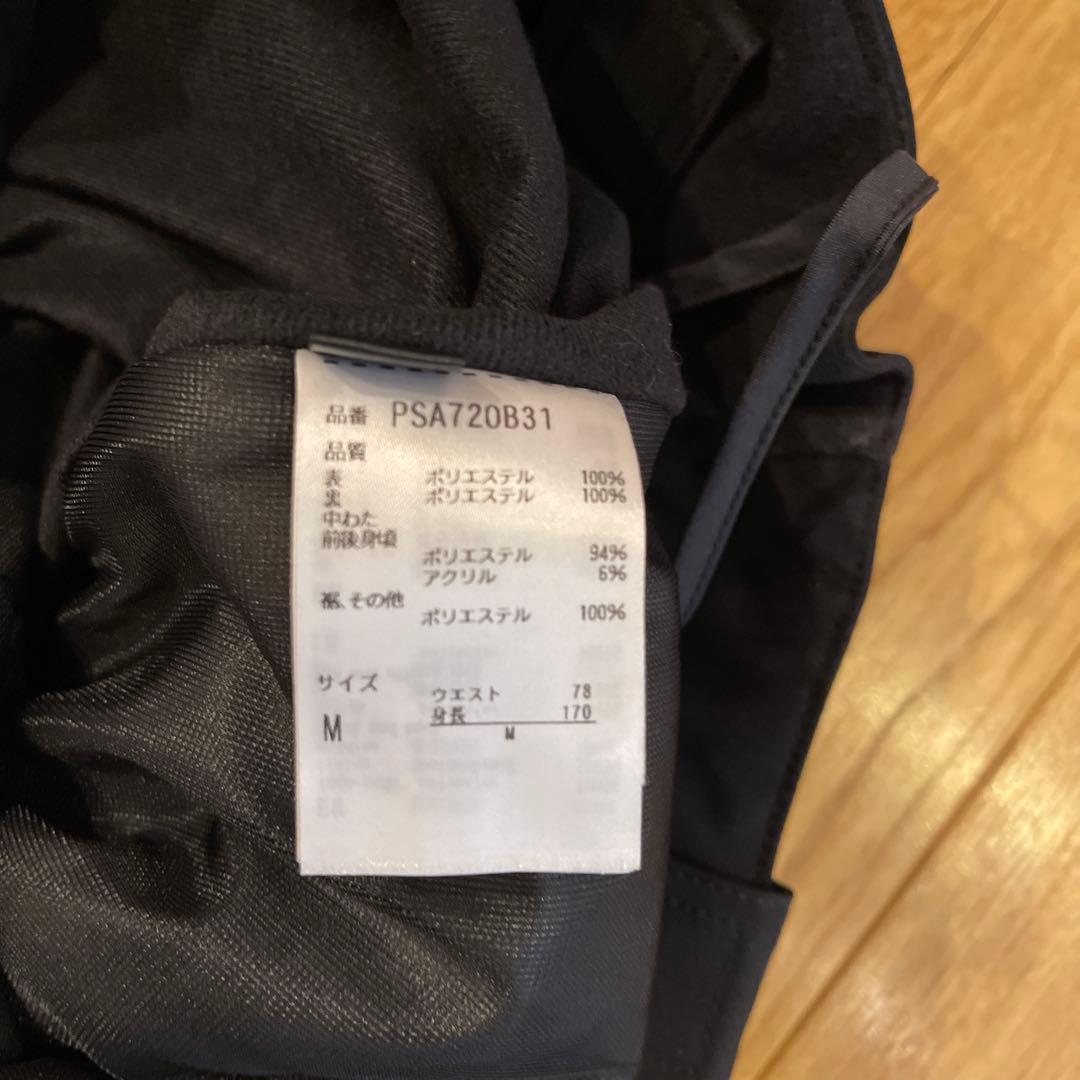 品番 PSA720B31
品質
表 ポリエステル 100%
裏 ポリエステル 100%
中わた
前後身頃
ポリエステル 94%
アクリル 6%
裾、その他
ポリエステル 100%
サイズ
M
ウエスト 78
身長 170
M